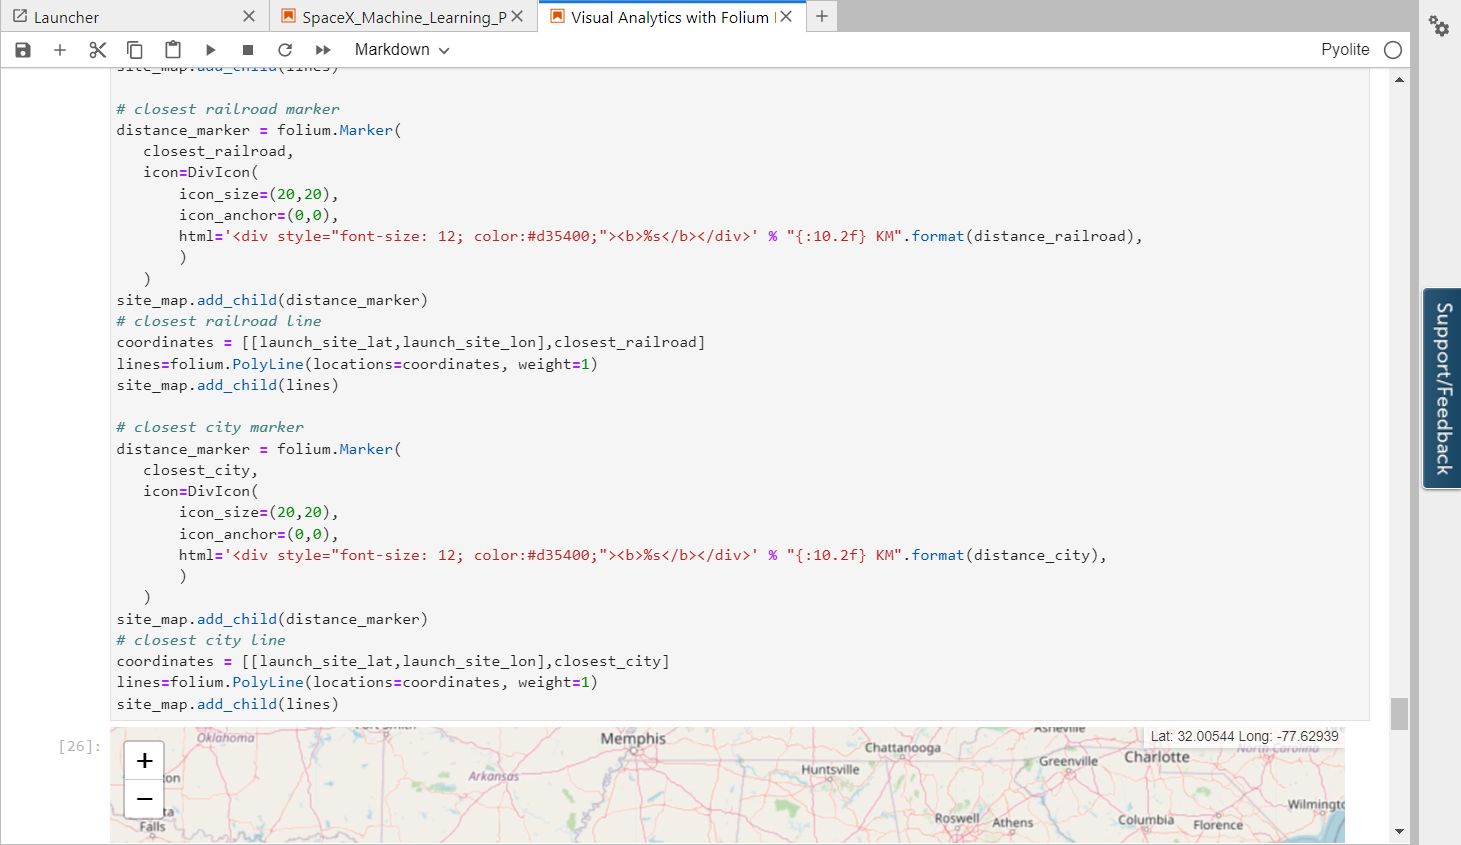 Launcher
SpaceX_Machine_Learning_P
Visual Analytics with Folium
Markdown
Pyolite
site_map.add_child(lines)
# closest railroad marker
distance_marker = folium.Marker(
closest_railroad,
icon=DivIcon(
icon_size=(20,20),
icon_anchor=(0,0),
html='<div style="font-size: 12; color:#d35400;"><b>%s</b></div>' % "{:10.2f} KM".format(distance_railroad),
)
)
site_map.add_child(distance_marker)
# closest railroad line
coordinates = [[launch_site_lat,launch_site_lon],closest_railroad]
lines=folium.PolyLine(locations=coordinates, weight=1)
site_map.add_child(lines)
# closest city marker
distance_marker = folium.Marker(
closest_city,
icon=DivIcon(
icon_size=(20,20),
icon_anchor=(0,0),
html='<div style="font-size: 12; color:#d35400;"><b>%s</b></div>' % "{:10.2f} KM".format(distance_city),
)
)
site_map.add_child(distance_marker)
# closest city line
coordinates = [[launch_site_lat,launch_site_lon],closest_city]
lines=folium.PolyLine(locations=coordinates, weight=1)
site_map.add_child(lines)
Support/Feedback
[26]:
+
−
Lat: 32.00544 Long: -77.62939
Oklahoma
Fort Smith
Memphis
Asheville
North Carolina
Chattanooga
Charlotte
Greenville
Huntsville
Arkansas
ton
ta
Falls
Wilmingto
Roswell
Athens
Columbia
Florence